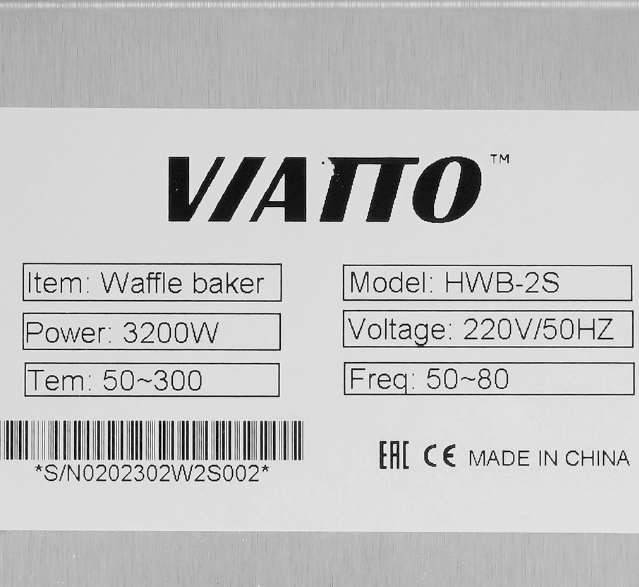 VIATTO™
Item: Waffle baker
Model: HWB-2S
Power: 3200W
Voltage: 220V/50HZ
Tem: 50~300
Freq: 50~80
*S/N0202302W2S002*
EAC CE MADE IN CHINA